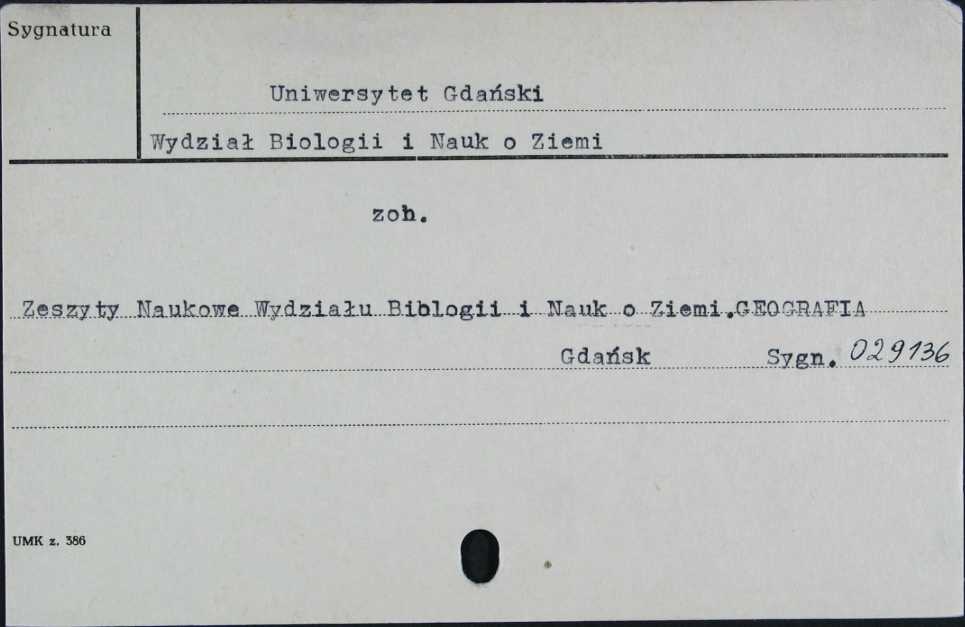 Sygnatura
Uniwersytet Gdański
Wydział Biologii i Nauk o Ziemi
zob.
Zeszyty Naukowe Wydziału Biologii i Nauk o Ziemi.GEOGRAFIA
Gdańsk Sygn. 029136
UMK z. 386